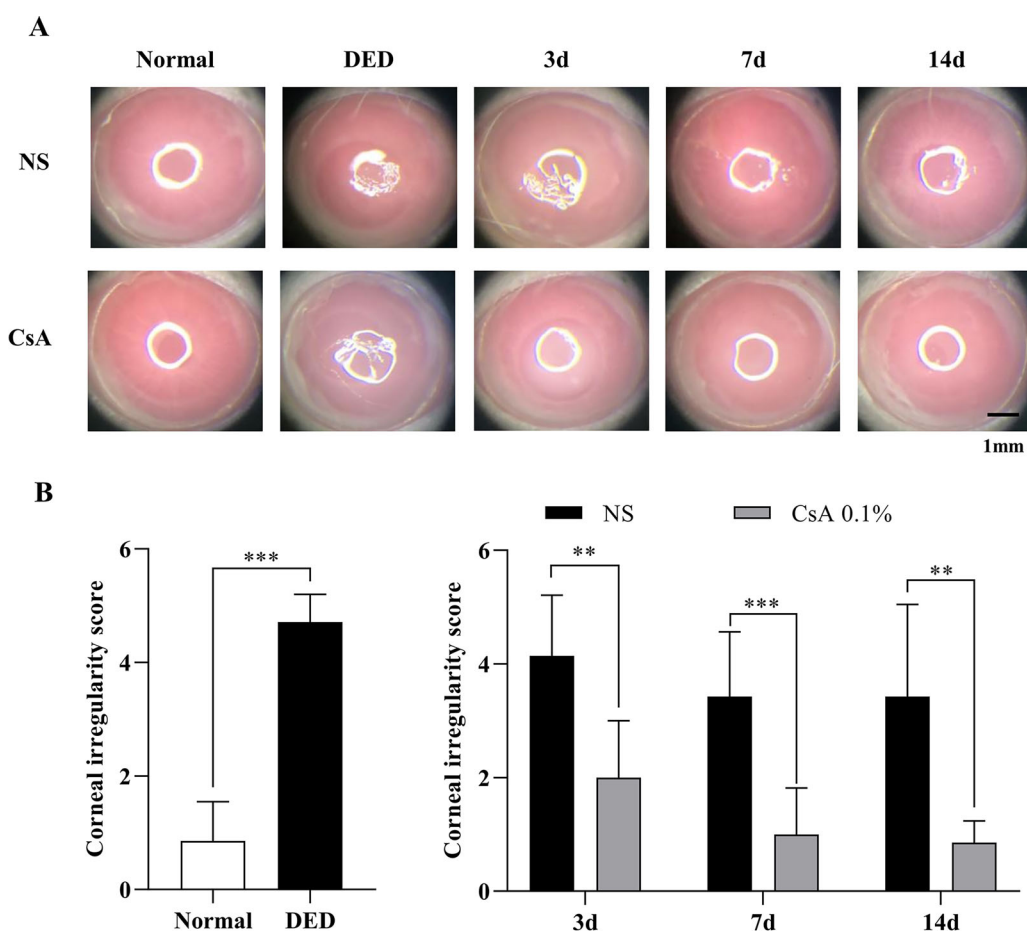 A
Normal DED 3d 7d 14d
NS
CsA
1mm
B
Corneal irregularity score
6
4
2
0
***
Normal DED
NS CsA 0.1%
Corneal irregularity score
6
4
2
0
** *** **
3d 7d 14d